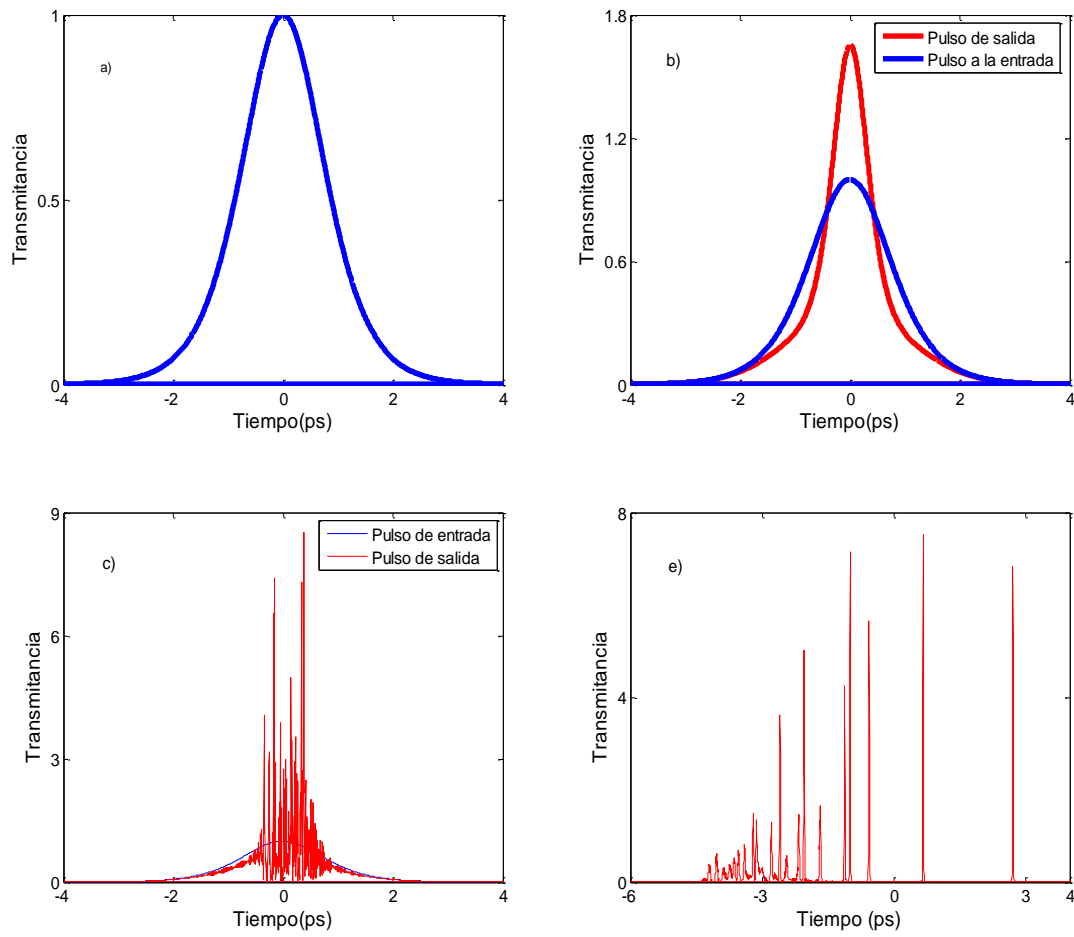 1
a)
0.5
0
Transmitancia
-4 -2 0 2 4
Tiempo(ps)
1.8
b)
Pulso de salida
Pulso a la entrada
1.2
0.6
0
Transmitancia
-4 -2 0 2 4
Tiempo(ps)
9
c)
Pulso de entrada
Pulso de salida
6
3
0
Transmitancia
-4 -2 0 2 4
Tiempo(ps)
8
e)
4
0
Transmitancia
-6 -3 0 4
Tiempo (ps)